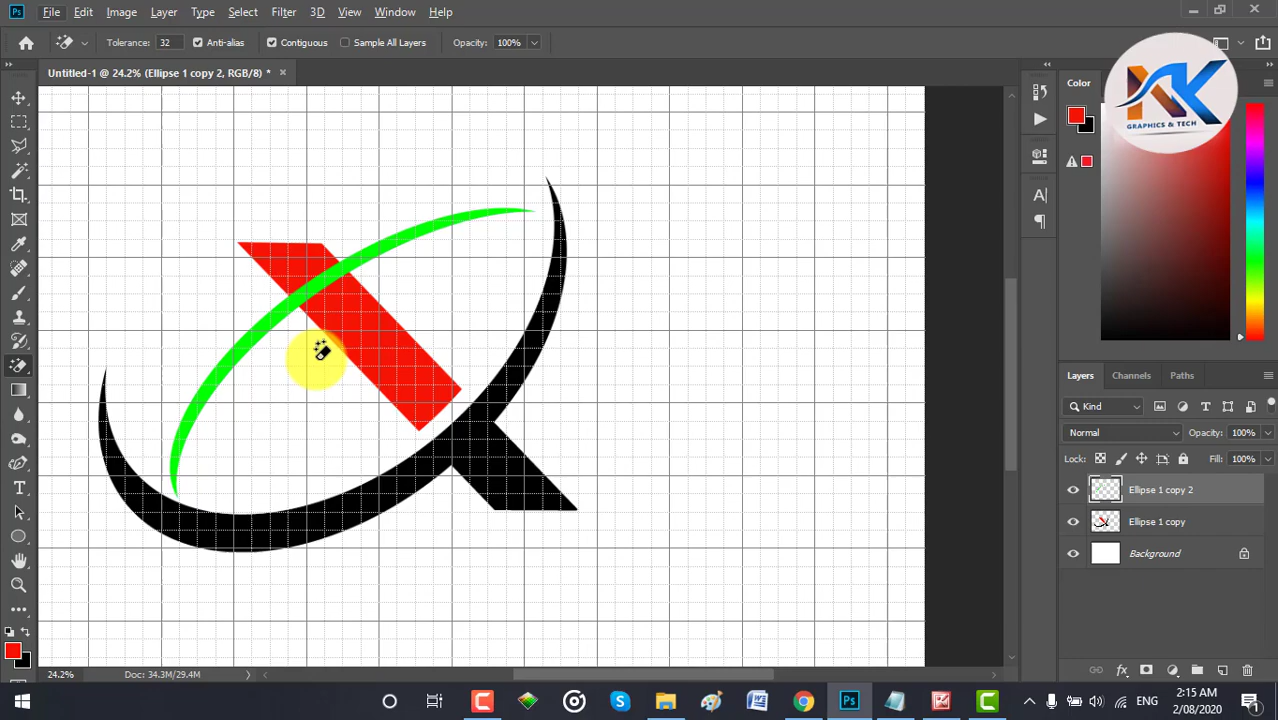 Ps File Edit Image Layer Type Select Filter 3D View Window Help
Tolerance: 32 Anti-alias Contiguous Sample All Layers Opacity: 100%
Untitled-1 @ 24.2% (Ellipse 1 copy 2, RGB/8) *
NK
GRAPHICS & TECH
Color
Layers Channels Paths
Kind
Normal Opacity: 100%
Lock: Fill: 100%
Ellipse 1 copy 2
Ellipse 1 copy
Background
24.2% Doc: 34.3M/29.4M
ENG
2:15 AM
2/08/2020